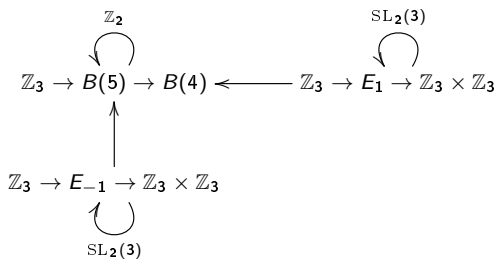 ℤ₂ SL₂(3)
ℤ₃ → B(5) → B(4) ← ℤ₃ → E₁ → ℤ₃ × ℤ₃
ℤ₃ → E₋₁ → ℤ₃ × ℤ₃
SL₂(3)